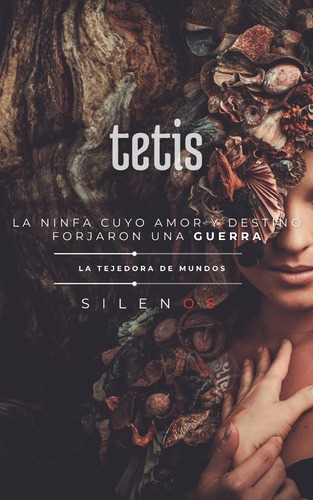 tetis
LA NINFA CUYO AMOR Y DESTINO
FORJARON UNA GUERRA
LA TEJEDORA DE MUNDOS
SILENOS